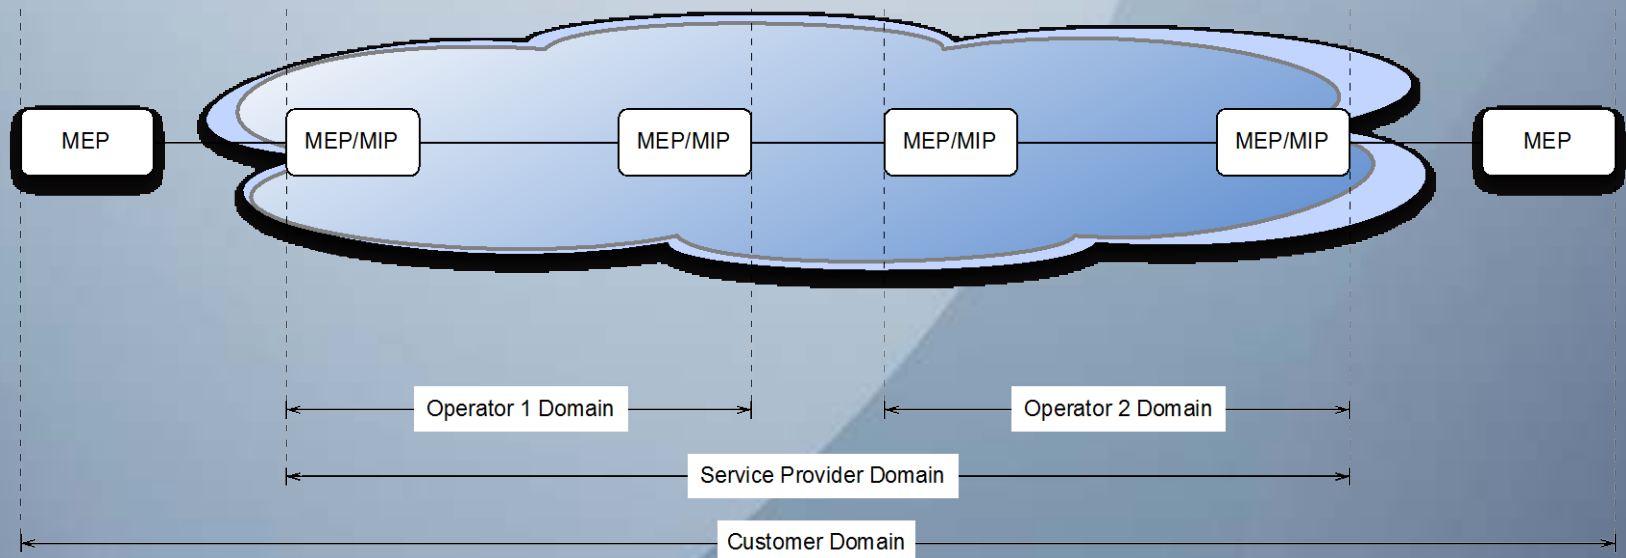 MEP
MEP/MIP
MEP/MIP
MEP/MIP
MEP/MIP
MEP
Operator 1 Domain
Operator 2 Domain
Service Provider Domain
Customer Domain